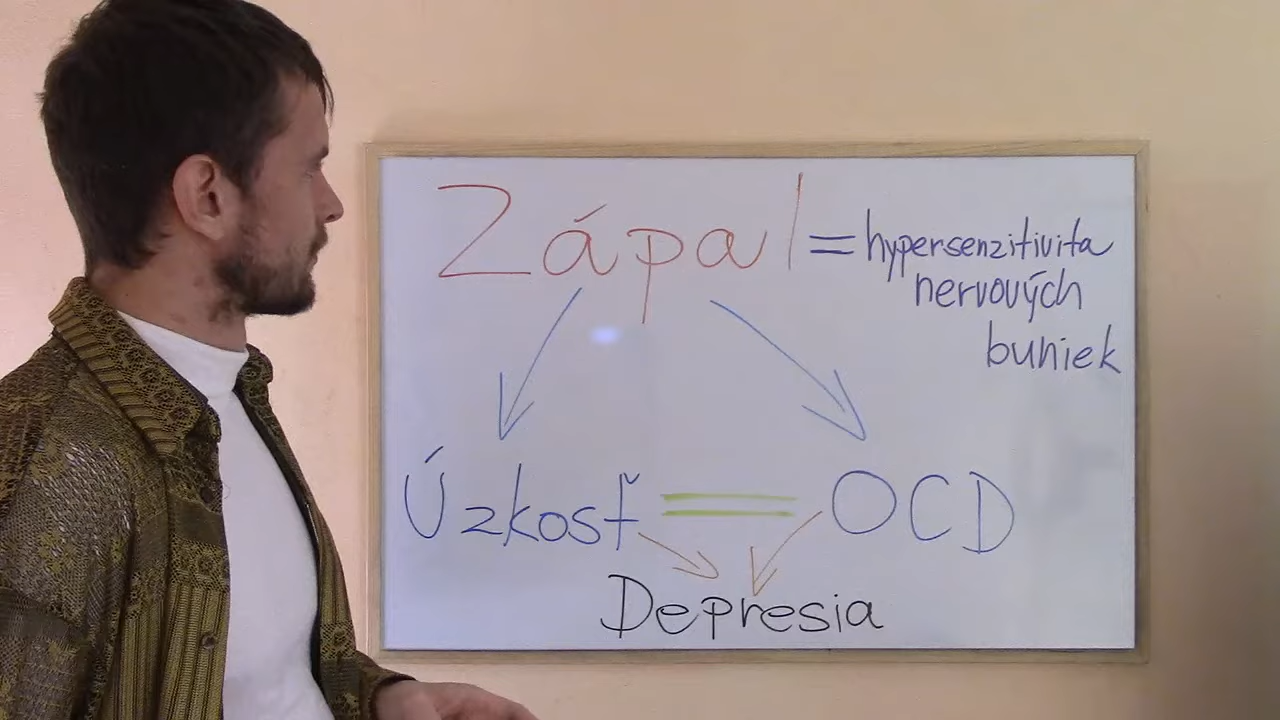 Zápal = hypersenzitivita
nervových
buniek
Úzkosť = OCD
Depresia